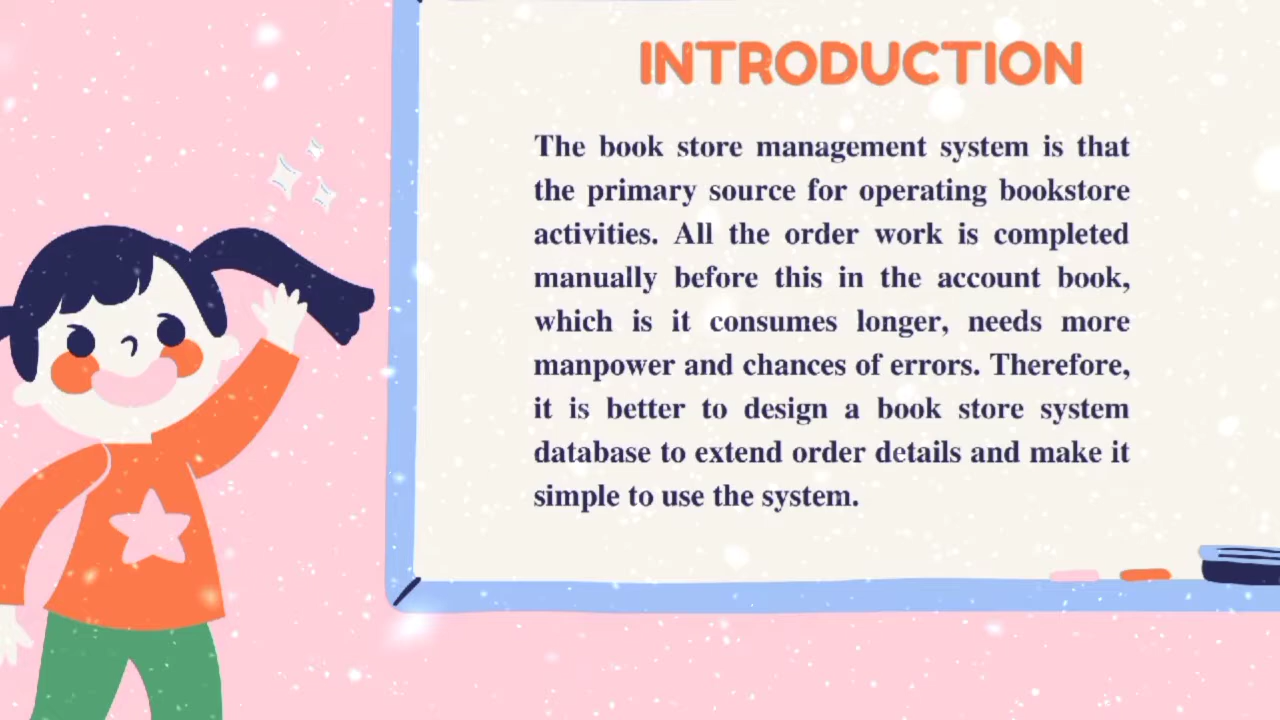 INTRODUCTION
The book store management system is that
the primary source for operating bookstore
activities. All the order work is completed
manually before this in the account book,
which is it consumes longer, needs more
manpower and chances of errors. Therefore,
it is better to design a book store system
database to extend order details and make it
simple to use the system.